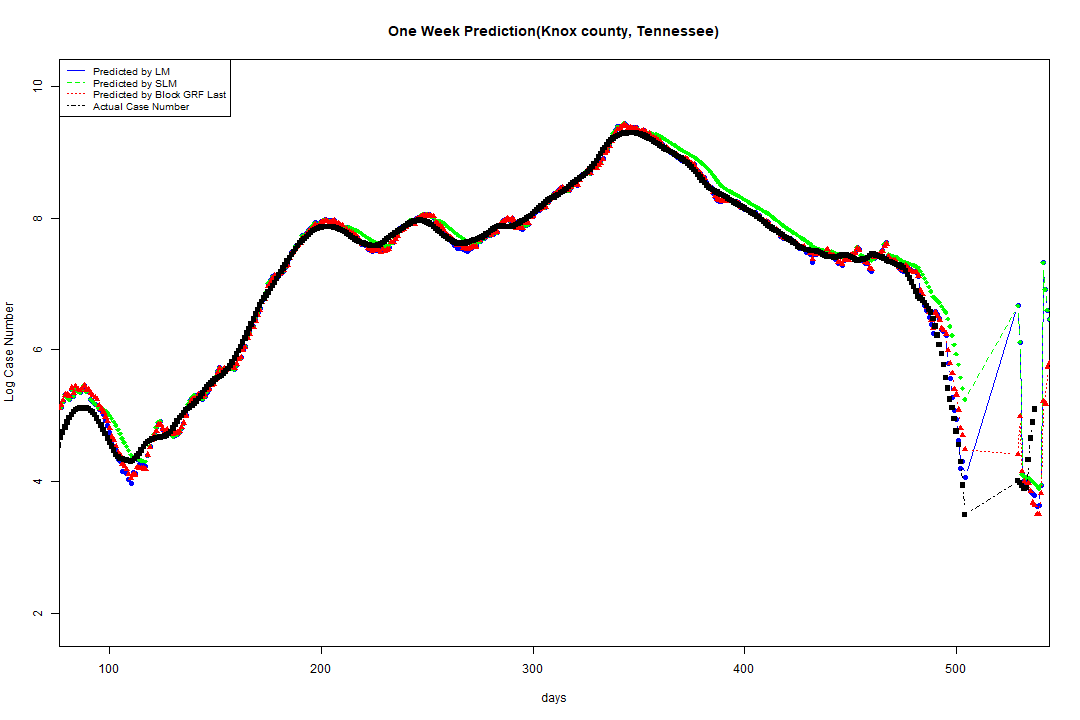 One Week Prediction(Knox county, Tennessee)
Predicted by LM
Predicted by SLM
Predicted by Block GRF Last
Actual Case Number
10
8
6
4
2
Log Case Number
100 200 300 400 500
days